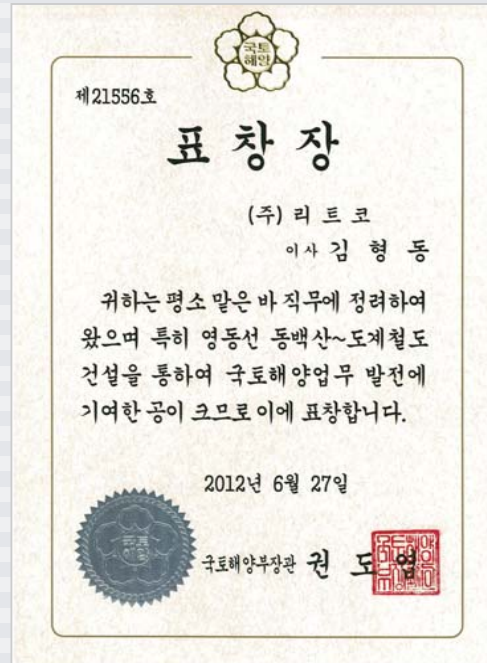 국토
해양
제21556호
표 창 장
(주) 리 트 코
이사 김 형 동
귀하는 평소 맡은 바 직무에 정려하여
왔으며 특히 영동선 동백산~도계철도
건설을 통하여 국토해양업무 발전에
기여한 공이 크므로 이에 표창합니다.
2012년 6월 27일
국토
해양
국토해양부장관 권 도 엽